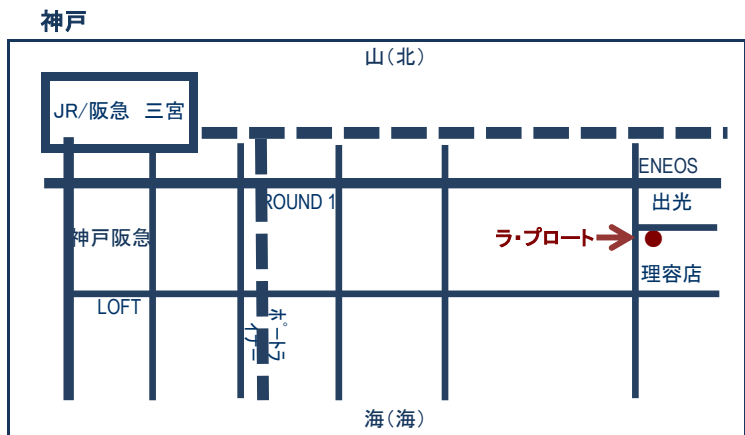 神戸
山(北)
JR/阪急 三宮
ENEOS
ROUND 1
出光
神戸阪急
ラ・プロート
理容店
LOFT
ポートラ
イナー
海(海)